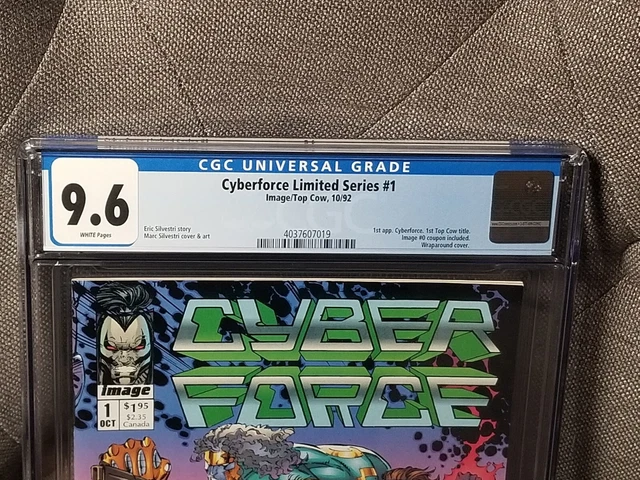 CGC UNIVERSAL GRADE
9.6
WHITE Pages
Cyberforce Limited Series #1
Image/Top Cow, 10/92
Eric Silvestri story
Marc Silvestri cover & art
4037607019
1st app. Cyberforce. 1st Top Cow title.
Image #0 coupon included.
Wraparound cover.
CYBER
FORCE
image
1
OCT
$1.95
$2.35
Canada